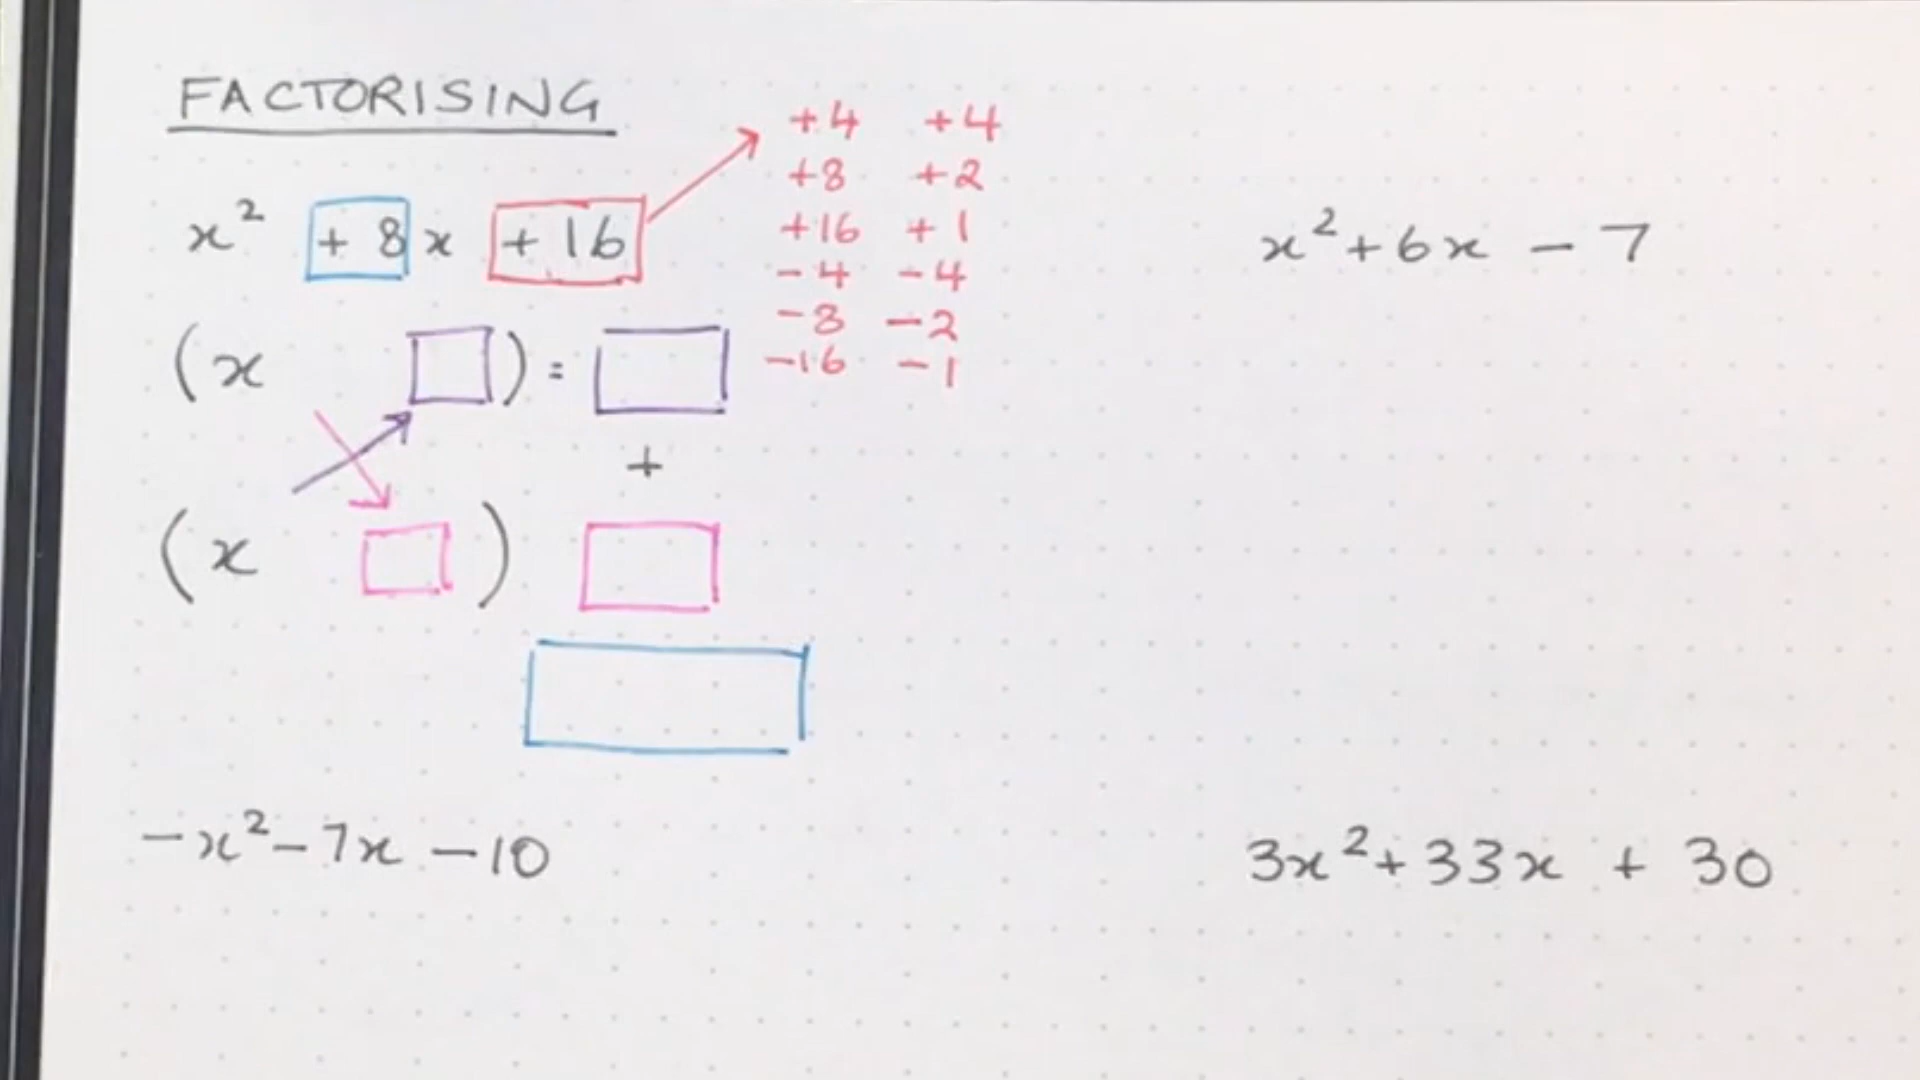 FACTORISING
x² + 8x + 16
+4 +4
+8 +2
+16 +1
-4 -4
-8 -2
-16 -1
(x □) = □
+
(x □) □
x² + 6x - 7
-x² - 7x - 10
3x² + 33x + 30